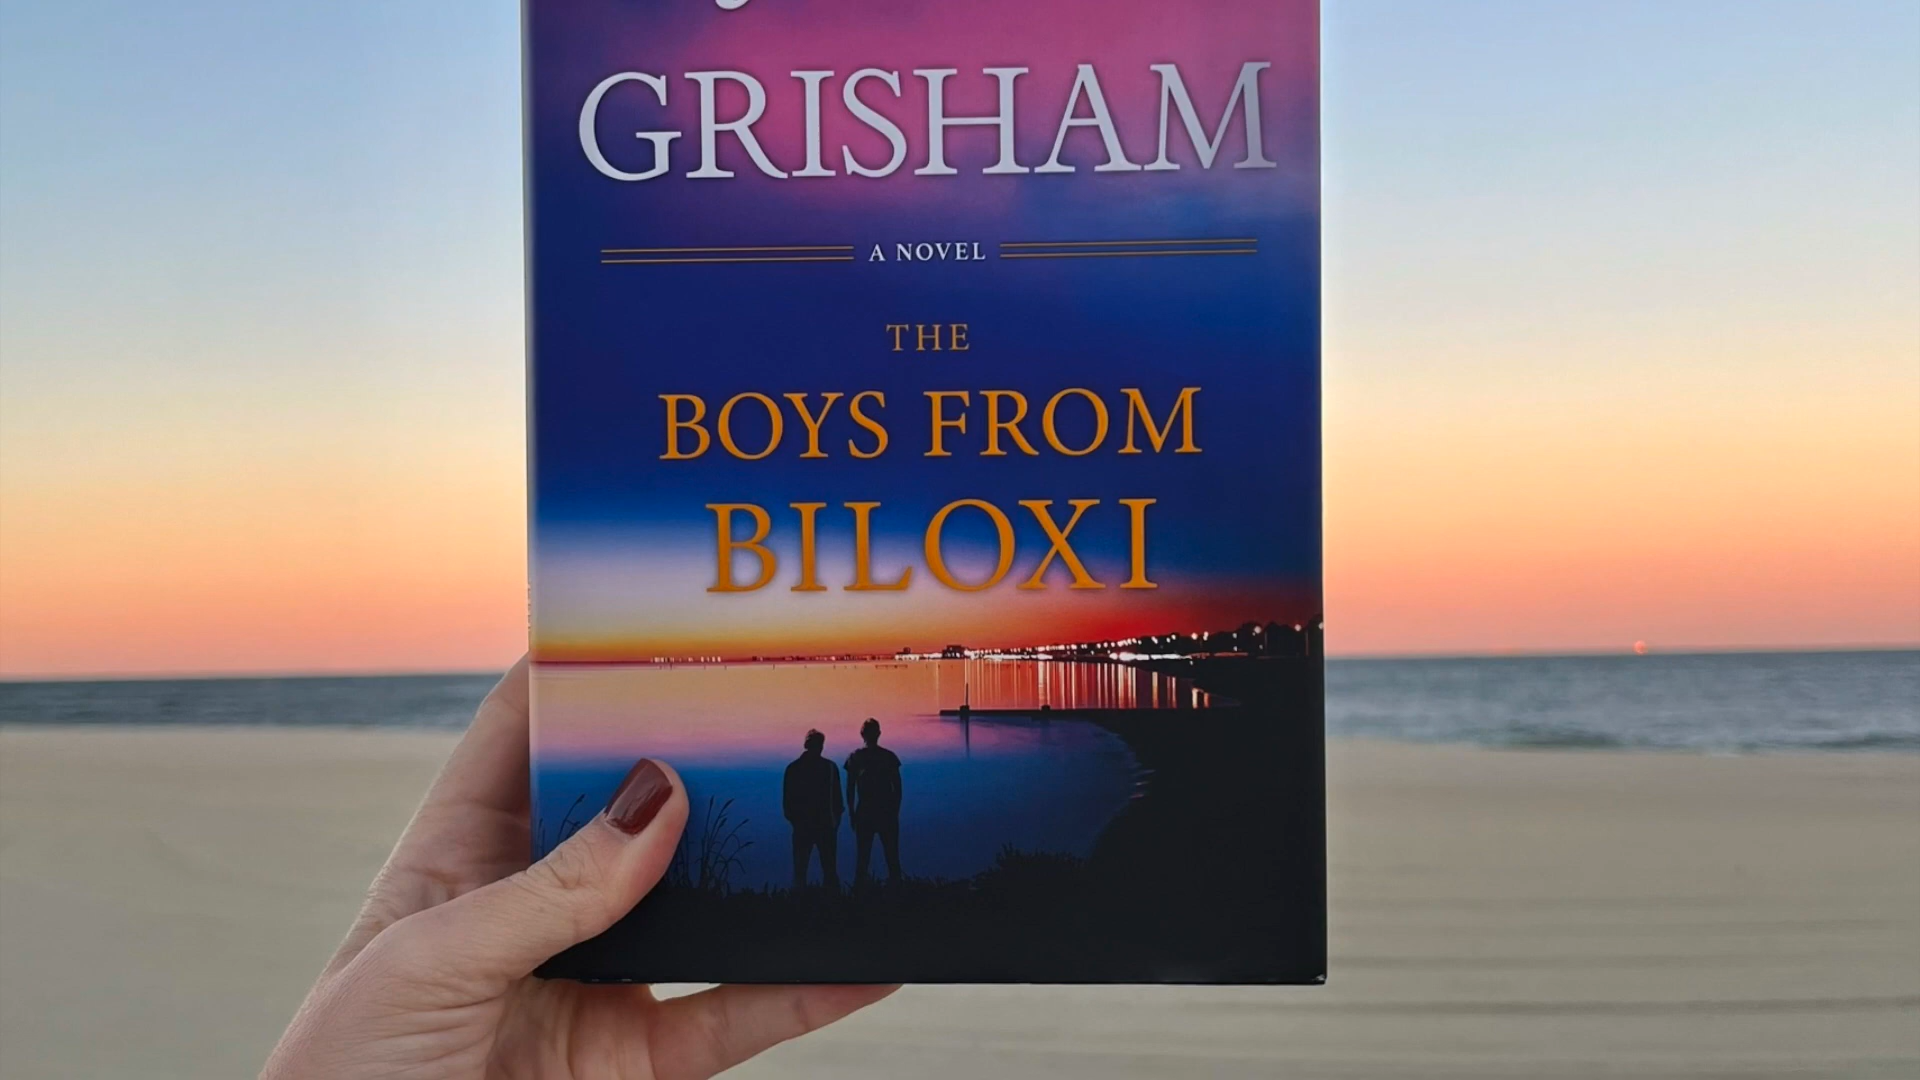 GRISHAM
A NOVEL
THE
BOYS FROM
BILOXI